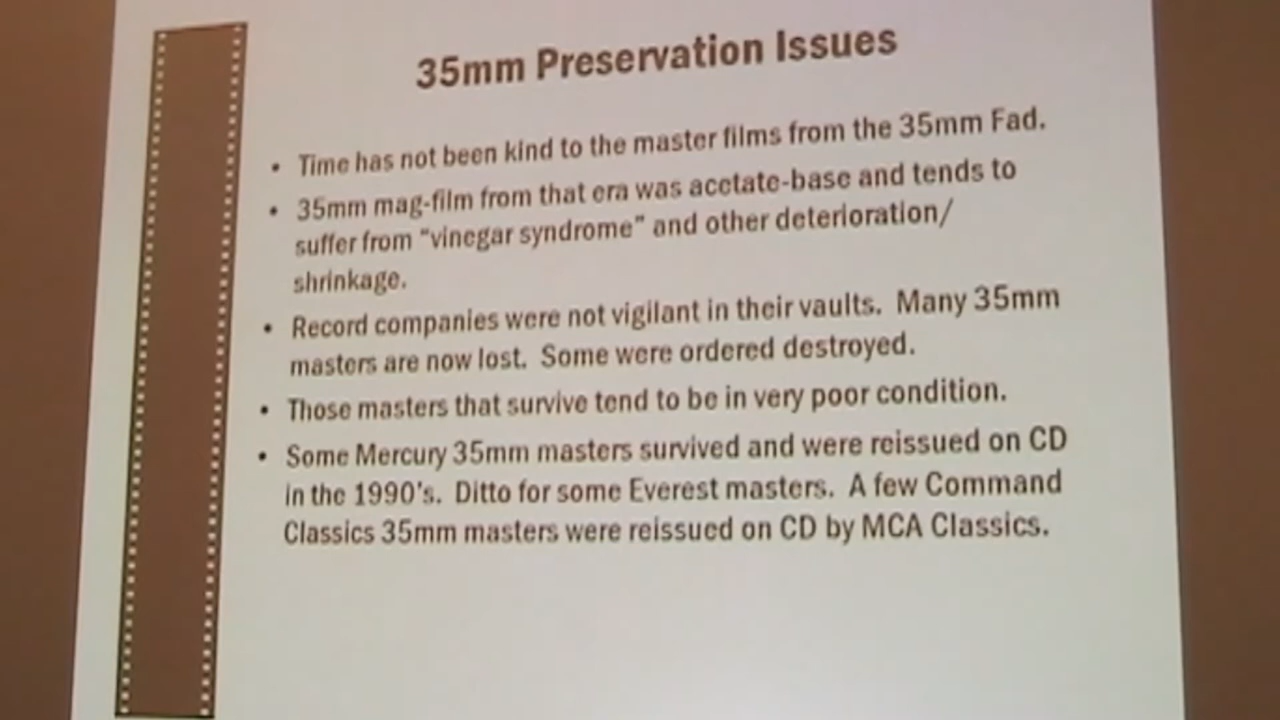 35mm Preservation Issues
• Time has not been kind to the master films from the 35mm Fad.
• 35mm mag-film from that era was acetate-base and tends to
suffer from “vinegar syndrome” and other deterioration/
shrinkage.
• Record companies were not vigilant in their vaults.  Many 35mm
masters are now lost.  Some were ordered destroyed.
• Those masters that survive tend to be in very poor condition.
• Some Mercury 35mm masters survived and were reissued on CD
in the 1990's.  Ditto for some Everest masters.  A few Command
Classics 35mm masters were reissued on CD by MCA Classics.